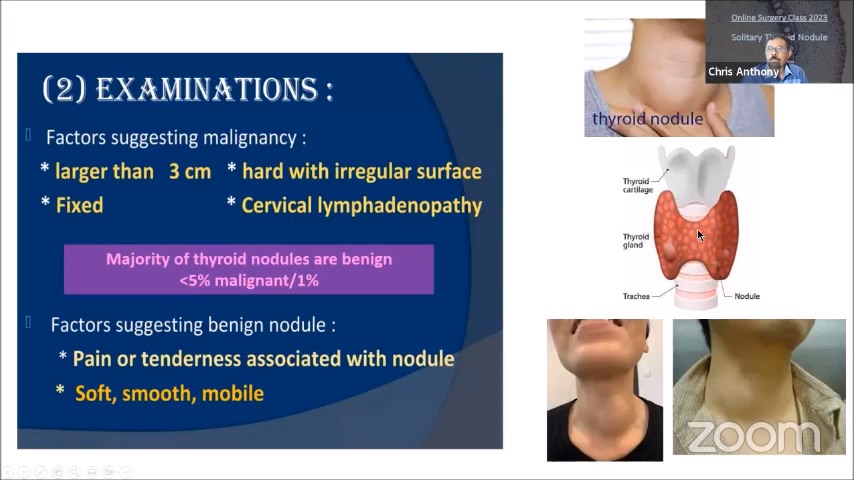 (2) EXAMINATIONS :
Factors suggesting malignancy :
* larger than 3 cm * hard with irregular surface
* Fixed * Cervical lymphadenopathy
Majority of thyroid nodules are benign
<5% malignant/1%
Factors suggesting benign nodule :
* Pain or tenderness associated with nodule
* Soft, smooth, mobile
Online Surgery Class 2023
Solitary Nodule
Chris Anthony
thyroid nodule
Thyroid
cartilage
Thyroid
gland
Trachea
Nodule
zoom